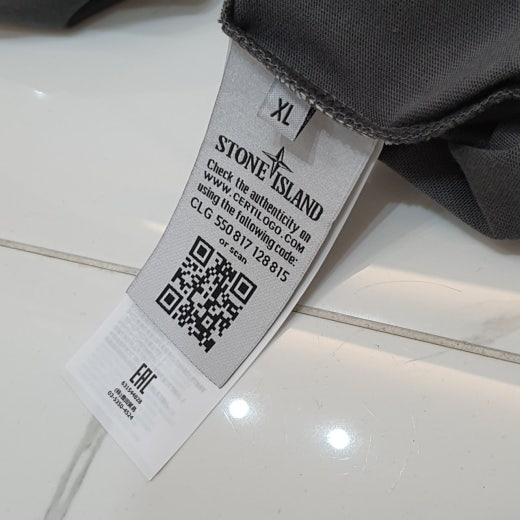 XL
STONE ISLAND
Check the authenticity on
WWW.CERTILOGO.COM
using the following code:
CLG 550 817 128 815
or scan
EAC